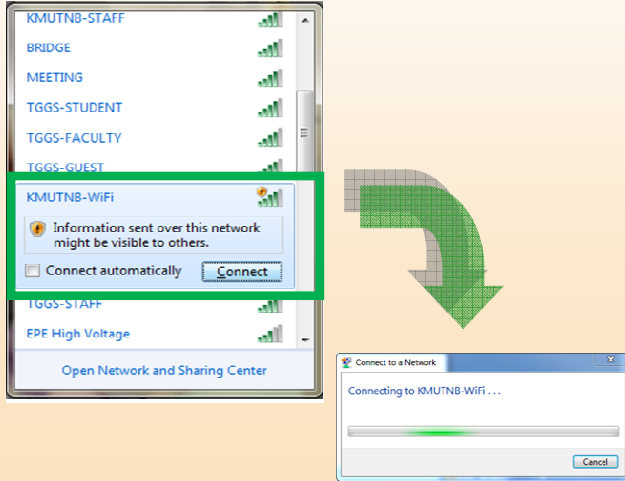 KMUTNB-STAFF
BRIDGE
MEETING
TGGS-STUDENT
TGGS-FACULTY
TGGS-GUEST
KMUTNB-WiFi
Information sent over this network
might be visible to others.
Connect automatically
Connect
TGGS-STAFF
EPE High Voltage
Open Network and Sharing Center
Connect to a Network
Connecting to KMUTNB-WiFi . . .
Cancel